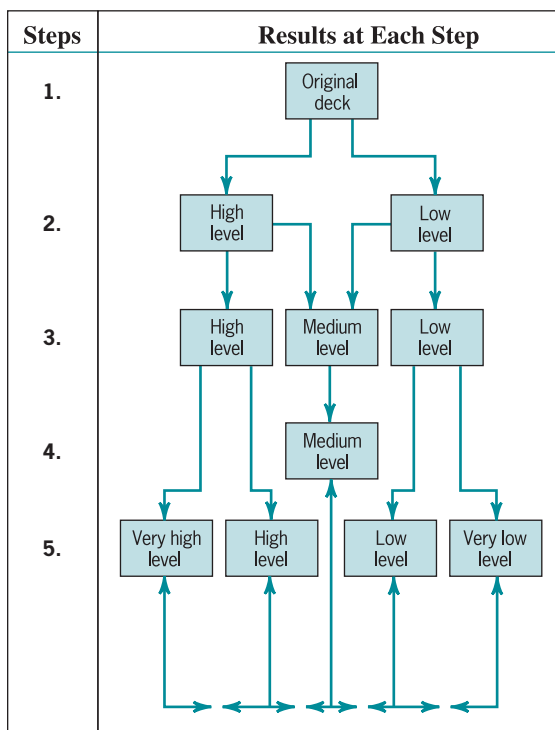 Steps
Results at Each Step
1.
Original
deck
2.
High
level
Low
level
3.
High
level
Medium
level
Low
level
4.
Medium
level
5.
Very high
level
High
level
Low
level
Very low
level